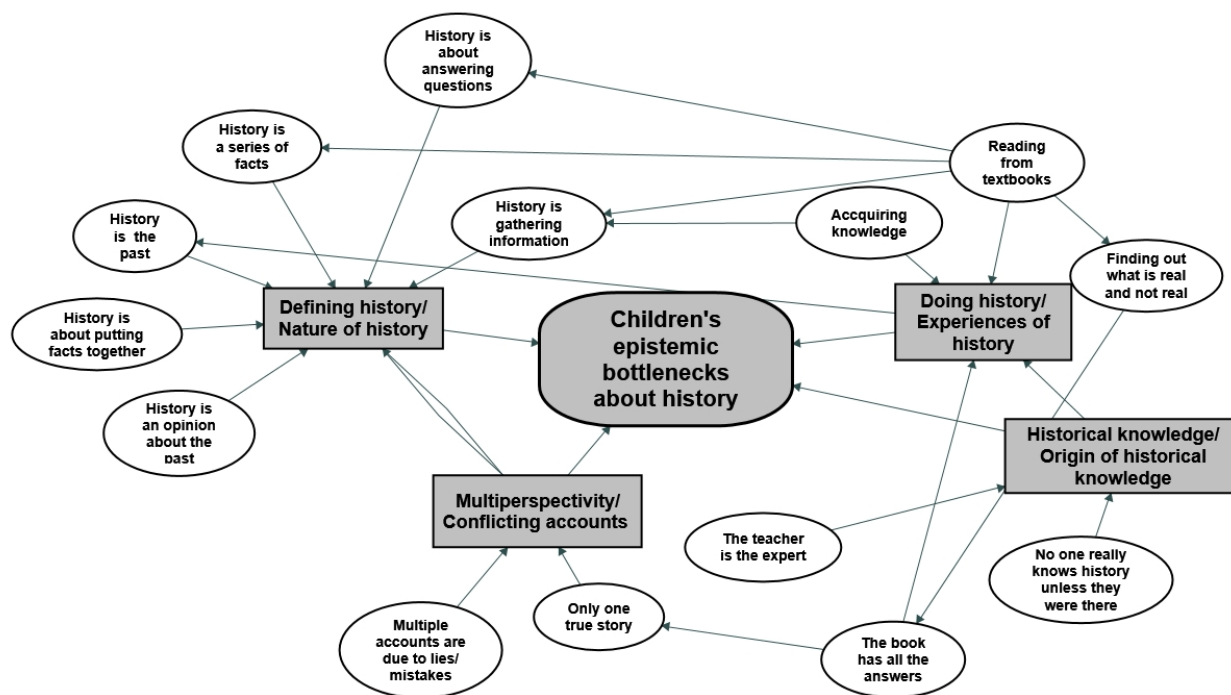 History is
about
answering
questions
History is
a series of
facts
Reading
from
textbooks
History
is the
past
History is
gathering
information
Accquiring
knowledge
Finding out
what is real
and not real
Defining history/
Nature of history
Children's
epistemic
bottlenecks
about history
Doing history/
Experiences of
history
History is
about putting
facts together
History is
an opinion
about the
past
Historical knowledge/
Origin of historical
knowledge
Multiperspectivity/
Conflicting accounts
The teacher
is the expert
No one really
knows history
unless they
were there
Multiple
accounts are
due to lies/
mistakes
Only one
true story
The book
has all the
answers